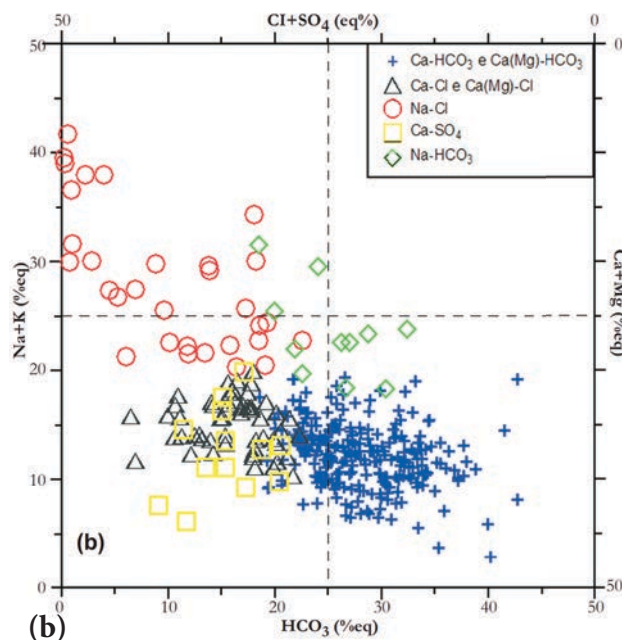 (b)
CI+SO₄ (eq%)
50
0
0
Ca-HCO₃ e Ca(Mg)-HCO₃
Ca-Cl e Ca(Mg)-Cl
Na-Cl
Ca-SO₄
Na-HCO₃
40
30
20
10
0
Na+K (%eq)
Ca+Mg (%eq)
50
(b)
0
10
20
30
40
50
HCO₃ (%eq)
(b)